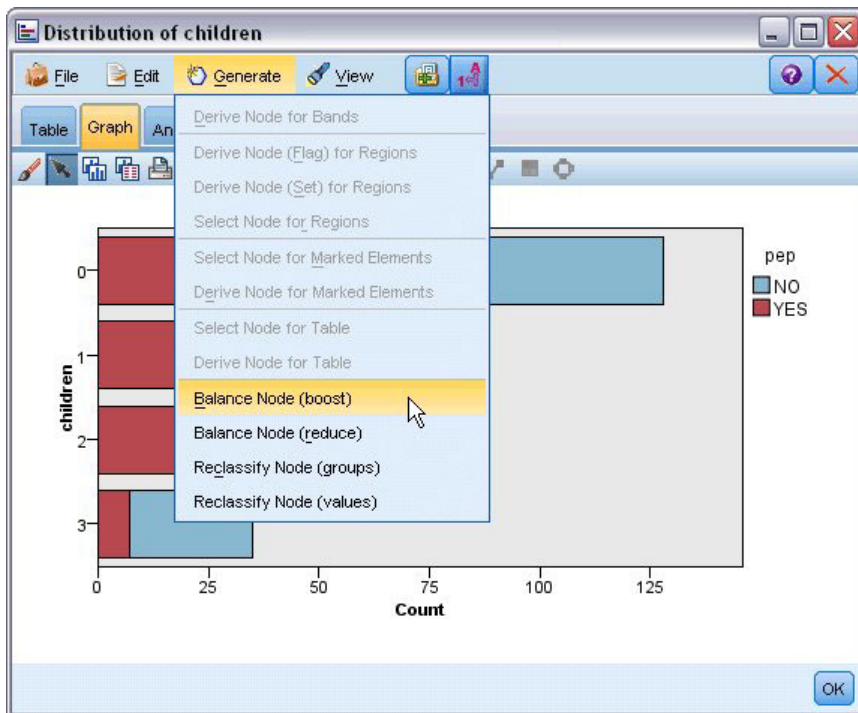 Distribution of children
File Edit Generate View
Table Graph An
Derive Node for Bands
Derive Node (Flag) for Regions
Derive Node (Set) for Regions
Select Node for Regions
Select Node for Marked Elements
Derive Node for Marked Elements
Select Node for Table
Derive Node for Table
Balance Node (boost)
Balance Node (reduce)
Reclassify Node (groups)
Reclassify Node (values)
children
0
1
2
3
0 25 50 75 100 125
Count
pep
NO
YES
OK